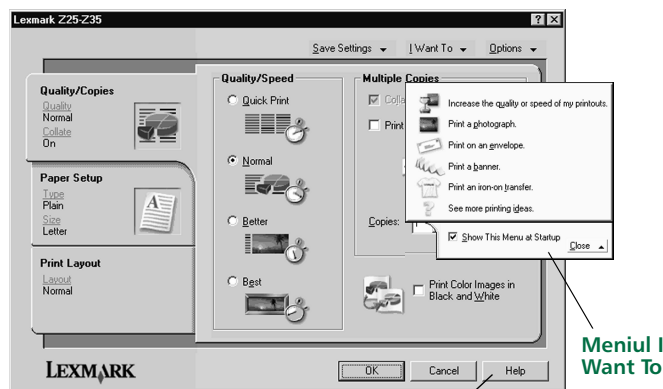 Lexmark Z25-Z35
Save Settings
I Want To
Options
Quality/Copies
Quality
Normal
Collate
On
Paper Setup
Type
Plain
Size
Letter
Print Layout
Layout
Normal
Quality/Speed
Quick Print
Normal
Better
Best
Multiple Copies
Print
Copies:
Increase the quality or speed of my printouts.
Print a photograph.
Print on an envelope.
Print a banner.
Print an iron-on transfer.
See more printing ideas.
Show This Menu at Startup
Close
Print Color Images in
Black and White
LEXMARK
OK
Cancel
Help
Meniul I
Want To